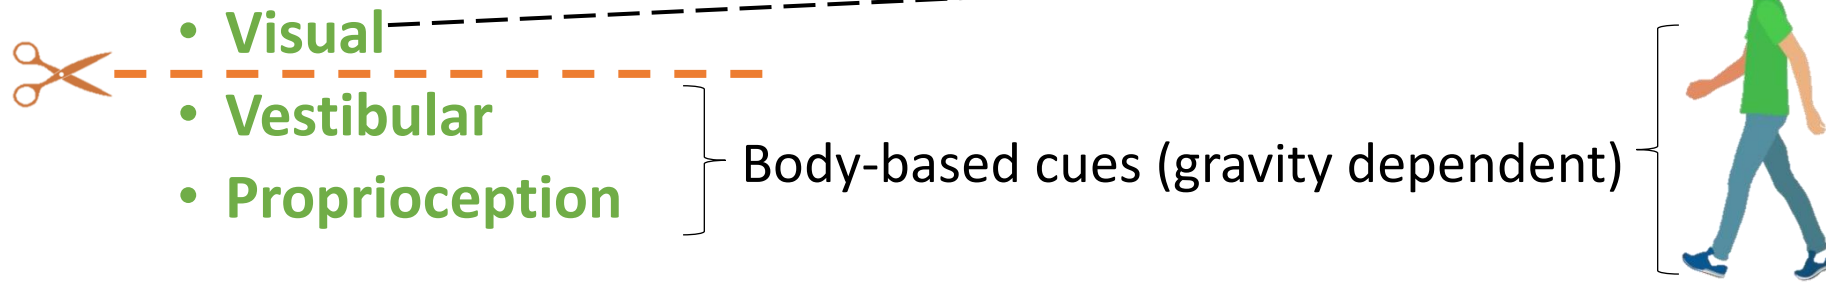 • Visual
• Vestibular
• Proprioception
Body-based cues (gravity dependent)